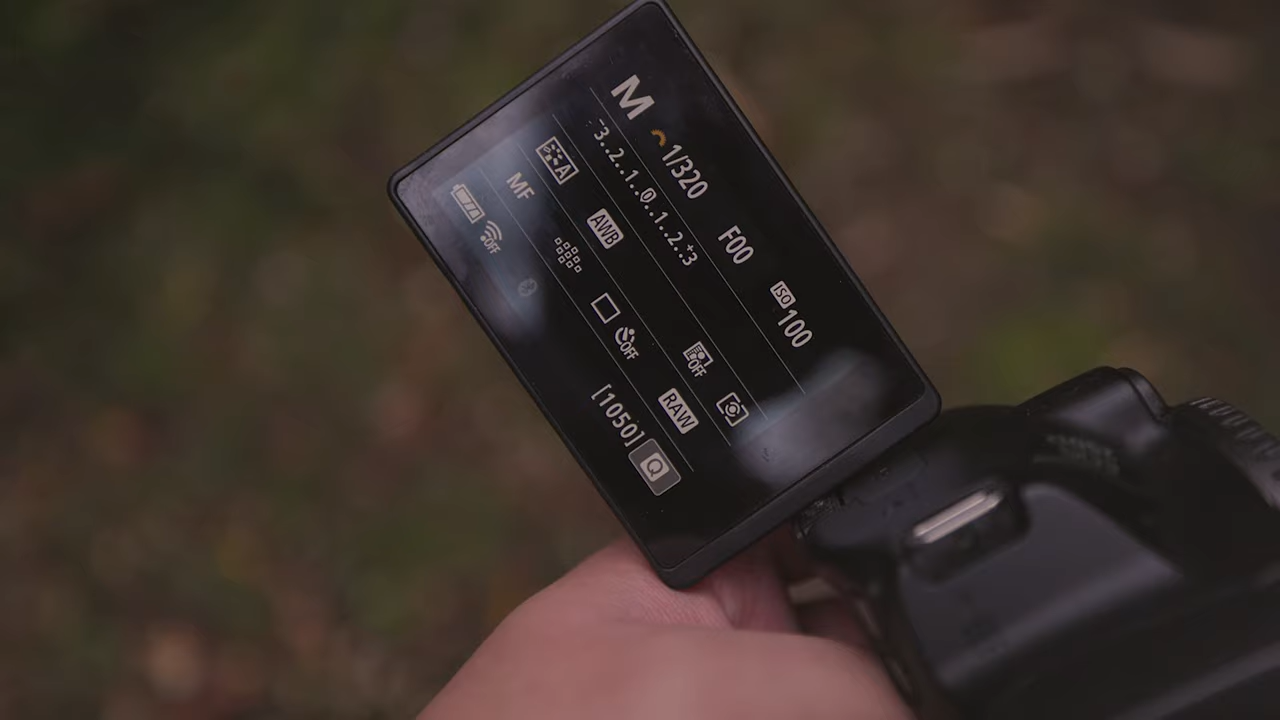 M
1/320 F00 ISO 100
-3..2..1..0..1..2..+3
A AWB OFF
MF RAW
OFF OFF
[1050] Q